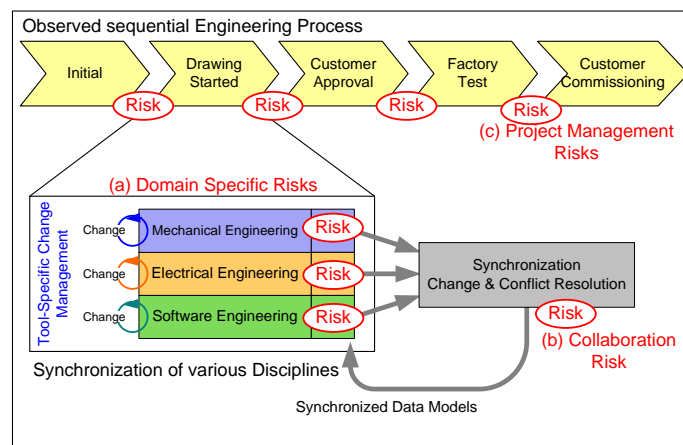 Observed sequential Engineering Process
Initial
Drawing
Started
Customer
Approval
Factory
Test
Customer
Commissioning
Risk
Risk
Risk
Risk
(c) Project Management
Risks
(a) Domain Specific Risks
Tool-Specific Change
Management
Change
Mechanical Engineering
Risk
Change
Electrical Engineering
Risk
Change
Software Engineering
Risk
Synchronization
Change & Conflict Resolution
Risk
(b) Collaboration
Risk
Synchronization of various Disciplines
Synchronized Data Models